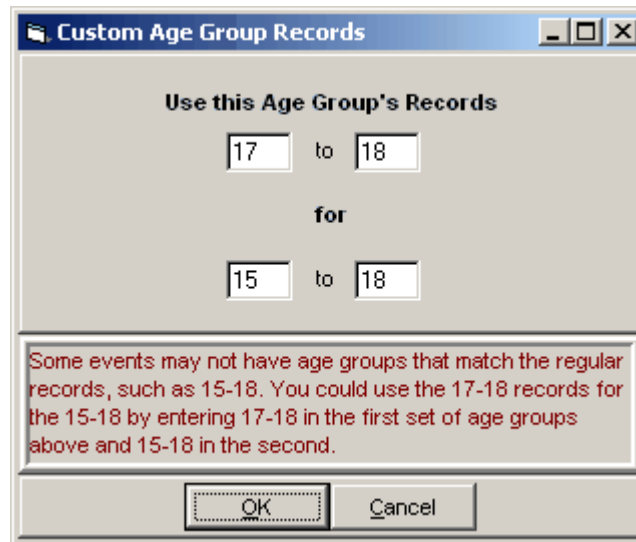 Custom Age Group Records
Use this Age Group's Records
17 to 18
for
15 to 18
Some events may not have age groups that match the regular
records, such as 15-18. You could use the 17-18 records for
the 15-18 by entering 17-18 in the first set of age groups
above and 15-18 in the second.
OK Cancel